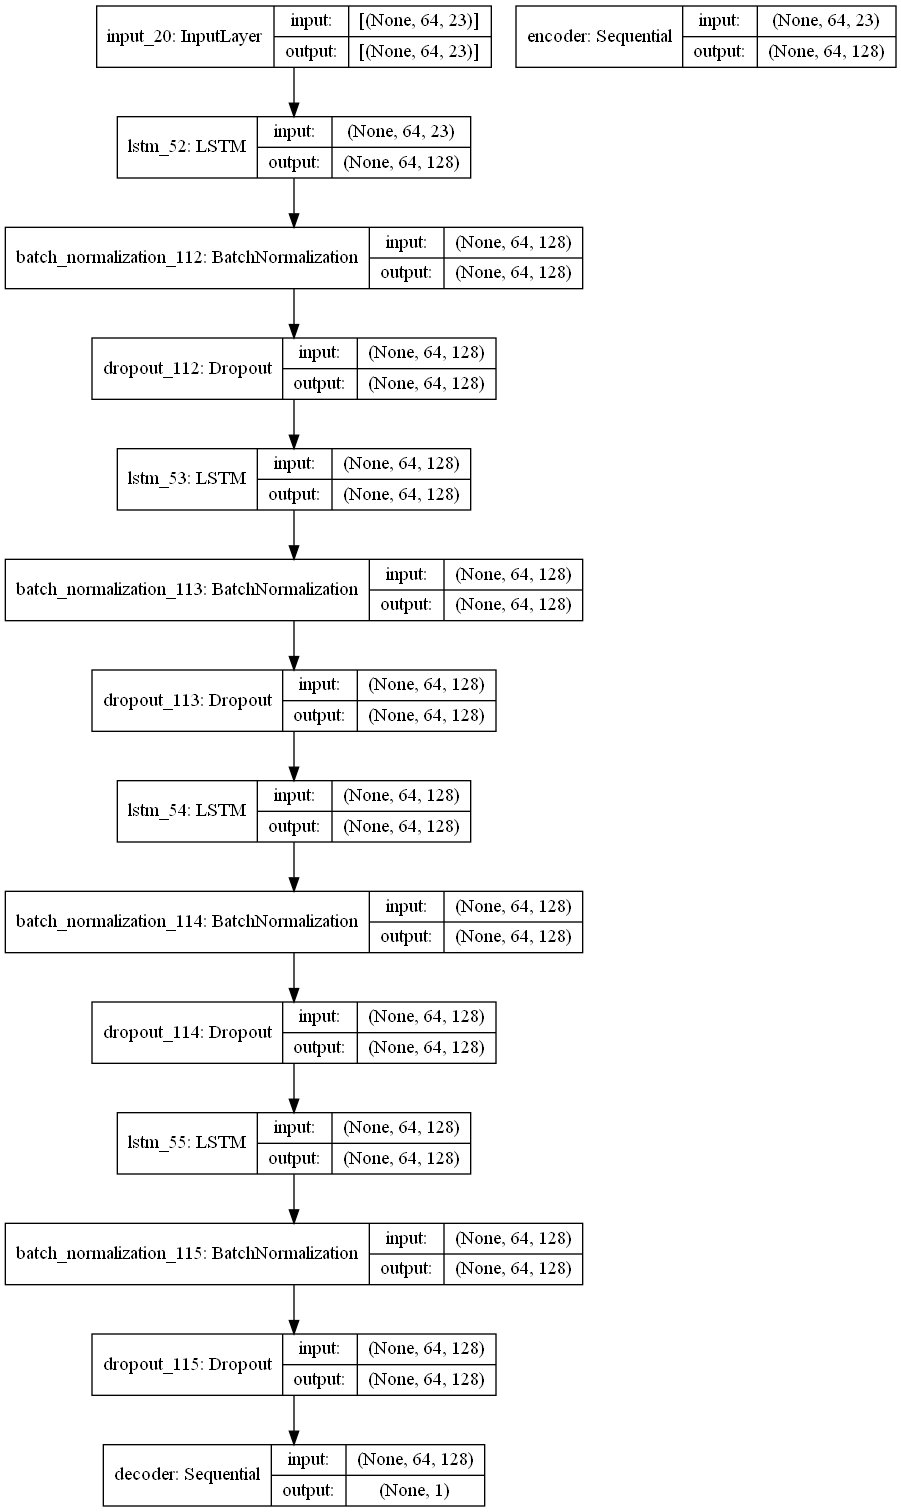 input_20: InputLayer input: [(None, 64, 23)]
output: [(None, 64, 23)]
encoder: Sequential input: (None, 64, 23)
output: (None, 64, 128)
lstm_52: LSTM input: (None, 64, 23)
output: (None, 64, 128)
batch_normalization_112: BatchNormalization input: (None, 64, 128)
output: (None, 64, 128)
dropout_112: Dropout input: (None, 64, 128)
output: (None, 64, 128)
lstm_53: LSTM input: (None, 64, 128)
output: (None, 64, 128)
batch_normalization_113: BatchNormalization input: (None, 64, 128)
output: (None, 64, 128)
dropout_113: Dropout input: (None, 64, 128)
output: (None, 64, 128)
lstm_54: LSTM input: (None, 64, 128)
output: (None, 64, 128)
batch_normalization_114: BatchNormalization input: (None, 64, 128)
output: (None, 64, 128)
dropout_114: Dropout input: (None, 64, 128)
output: (None, 64, 128)
lstm_55: LSTM input: (None, 64, 128)
output: (None, 64, 128)
batch_normalization_115: BatchNormalization input: (None, 64, 128)
output: (None, 64, 128)
dropout_115: Dropout input: (None, 64, 128)
output: (None, 64, 128)
decoder: Sequential input: (None, 64, 128)
output: (None, 1)